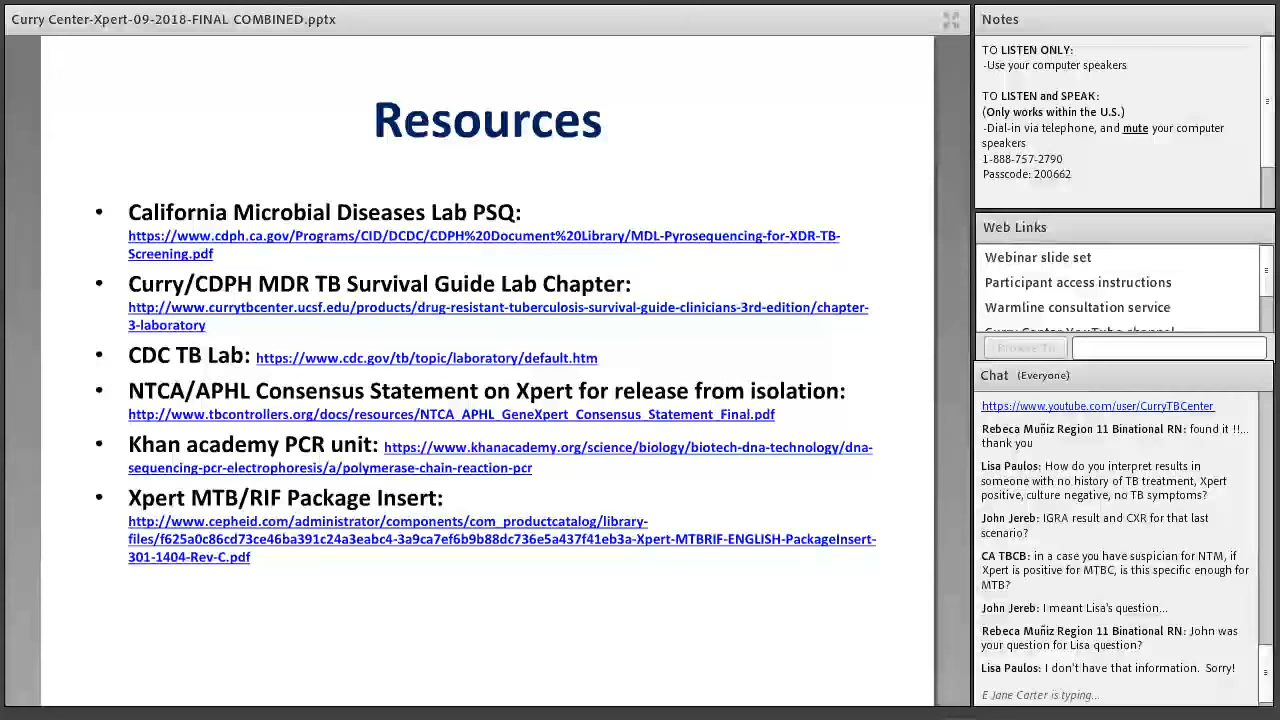 Curry Center-Xpert-09-2018-FINAL COMBINED.pptx
Resources
• California Microbial Diseases Lab PSQ:
https://www.cdph.ca.gov/Programs/CID/DCDC/CDPH%20Document%20Library/MDL-Pyrosequencing-for-XDR-TB-
Screening.pdf
• Curry/CDPH MDR TB Survival Guide Lab Chapter:
http://www.currytbcenter.ucsf.edu/products/drug-resistant-tuberculosis-survival-guide-clinicians-3rd-edition/chapter-
3-laboratory
• CDC TB Lab: https://www.cdc.gov/tb/topic/laboratory/default.htm
• NTCA/APHL Consensus Statement on Xpert for release from isolation:
http://www.tbcontrollers.org/docs/resources/NTCA_APHL_GeneXpert_Consensus_Statement_Final.pdf
• Khan academy PCR unit: https://www.khanacademy.org/science/biology/biotech-dna-technology/dna-
sequencing-pcr-electrophoresis/a/polymerase-chain-reaction-pcr
• Xpert MTB/RIF Package Insert:
http://www.cepheid.com/administrator/components/com_productcatalog/library-
files/f625a0c86cd73ce46ba391c24a3eabc4-3a9ca7ef6b9b88dc736e5a437f41eb3a-Xpert-MTBRIF-ENGLISH-PackageInsert-
301-1404-Rev-C.pdf
Notes
TO LISTEN ONLY:
-Use your computer speakers
TO LISTEN and SPEAK:
(Only works within the U.S.)
-Dial-in via telephone, and mute your computer
speakers
1-888-757-2790
Passcode: 200662
Web Links
Webinar slide set
Participant access instructions
Warmline consultation service
Curry Center YouTube channel
Browse To
Chat (Everyone)
https://www.youtube.com/user/CurryTBCenter
Rebeca Muñiz Region 11 Binational RN: found it !!...
thank you
Lisa Paulos: How do you interpret results in
someone with no history of TB treatment, Xpert
positive, culture negative, no TB symptoms?
John Jereb: IGRA result and CXR for that last
scenario?
CA TBCB: in a case you have suspician for NTM, if
Xpert is positive for MTBC, is this specific enough for
MTB?
John Jereb: I meant Lisa's question...
Rebeca Muñiz Region 11 Binational RN: John was
your question for Lisa question?
Lisa Paulos: I don't have that information. Sorry!
E Jane Carter is typing...